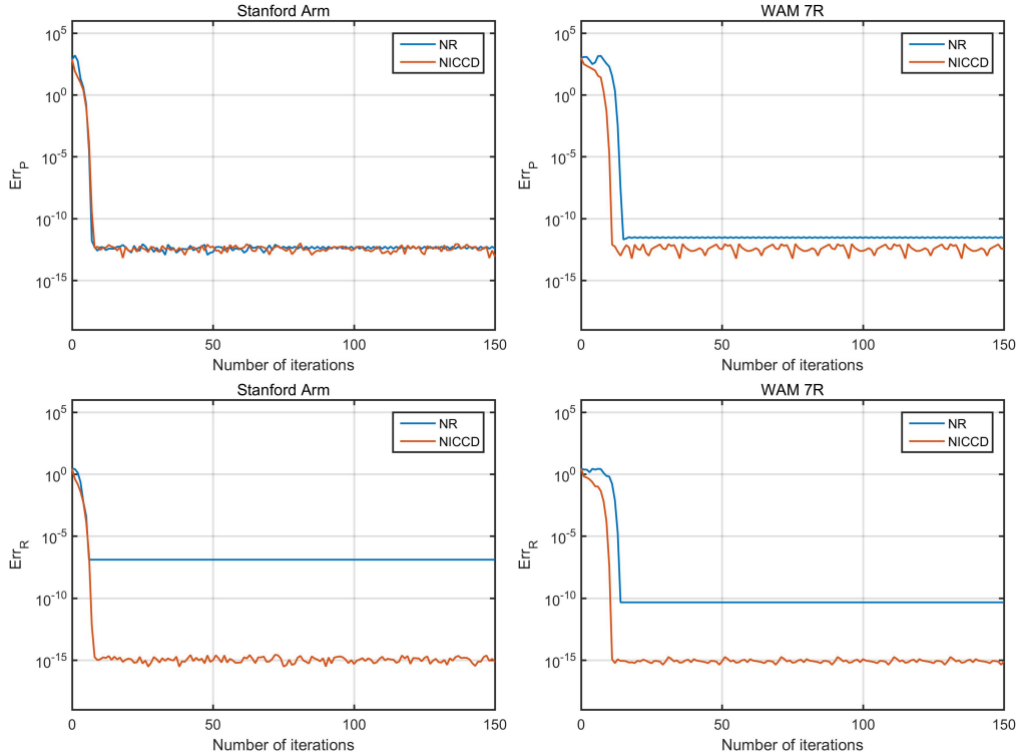 Stanford Arm
10^5
10^0
10^-5
10^-10
10^-15
Err_P
NR
NICCD
0 50 100 150
Number of iterations
WAM 7R
10^5
10^0
10^-5
10^-10
10^-15
Err_P
NR
NICCD
0 50 100 150
Number of iterations
Stanford Arm
10^5
10^0
10^-5
10^-10
10^-15
Err_R
NR
NICCD
0 50 100 150
Number of iterations
WAM 7R
10^5
10^0
10^-5
10^-10
10^-15
Err_R
NR
NICCD
0 50 100 150
Number of iterations